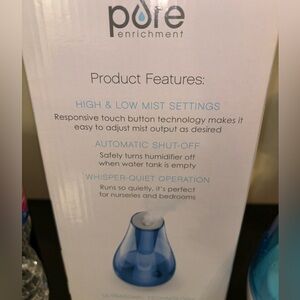 pure
enrichment
Product Features:
HIGH & LOW MIST SETTINGS
Responsive touch button technology makes it
easy to adjust mist output as desired
AUTOMATIC SHUT-OFF
Safely turns humidifier off
when water tank is empty
WHISPER-QUIET OPERATION
Runs so quietly, it's perfect
for nurseries and bedrooms